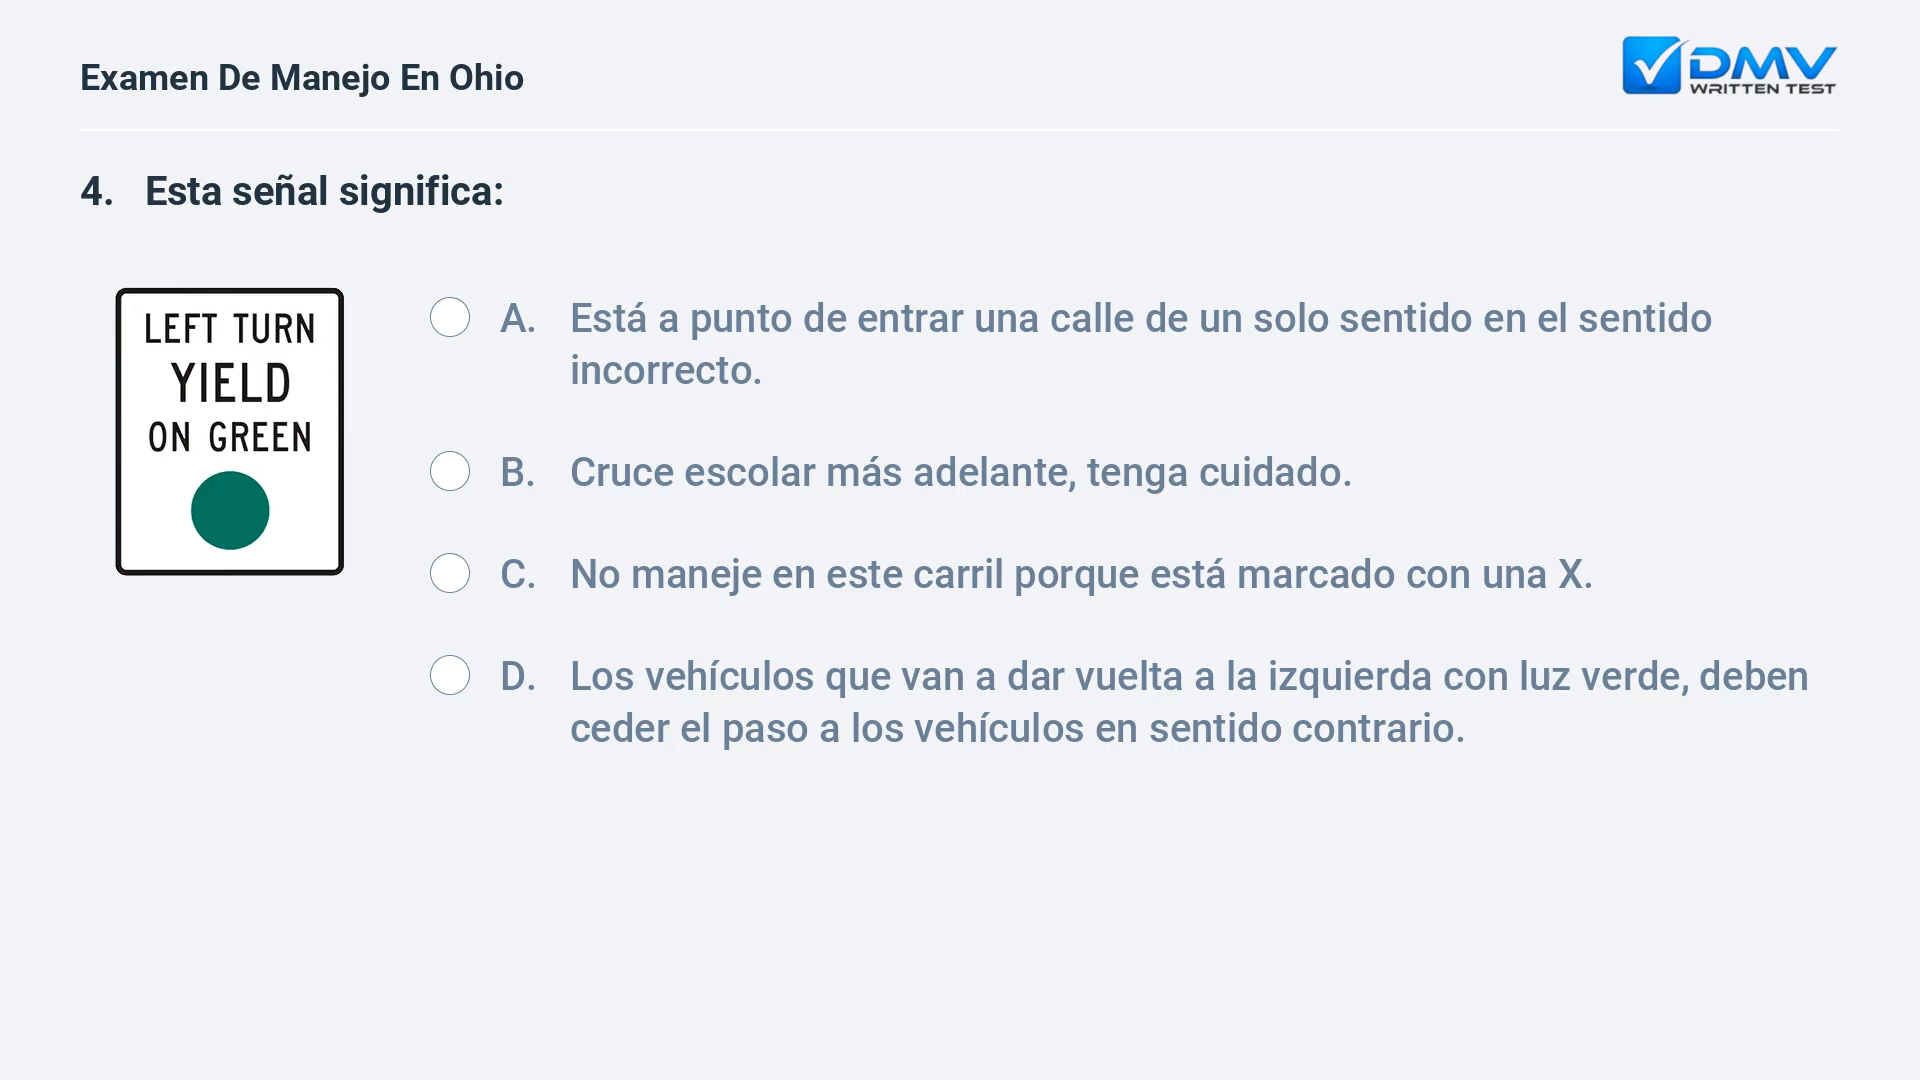 Examen De Manejo En Ohio
DMV
WRITTEN TEST
4. Esta señal significa:
LEFT TURN
YIELD
ON GREEN
A. Está a punto de entrar una calle de un solo sentido en el sentido
incorrecto.
B. Cruce escolar más adelante, tenga cuidado.
C. No maneje en este carril porque está marcado con una X.
D. Los vehículos que van a dar vuelta a la izquierda con luz verde, deben
ceder el paso a los vehículos en sentido contrario.